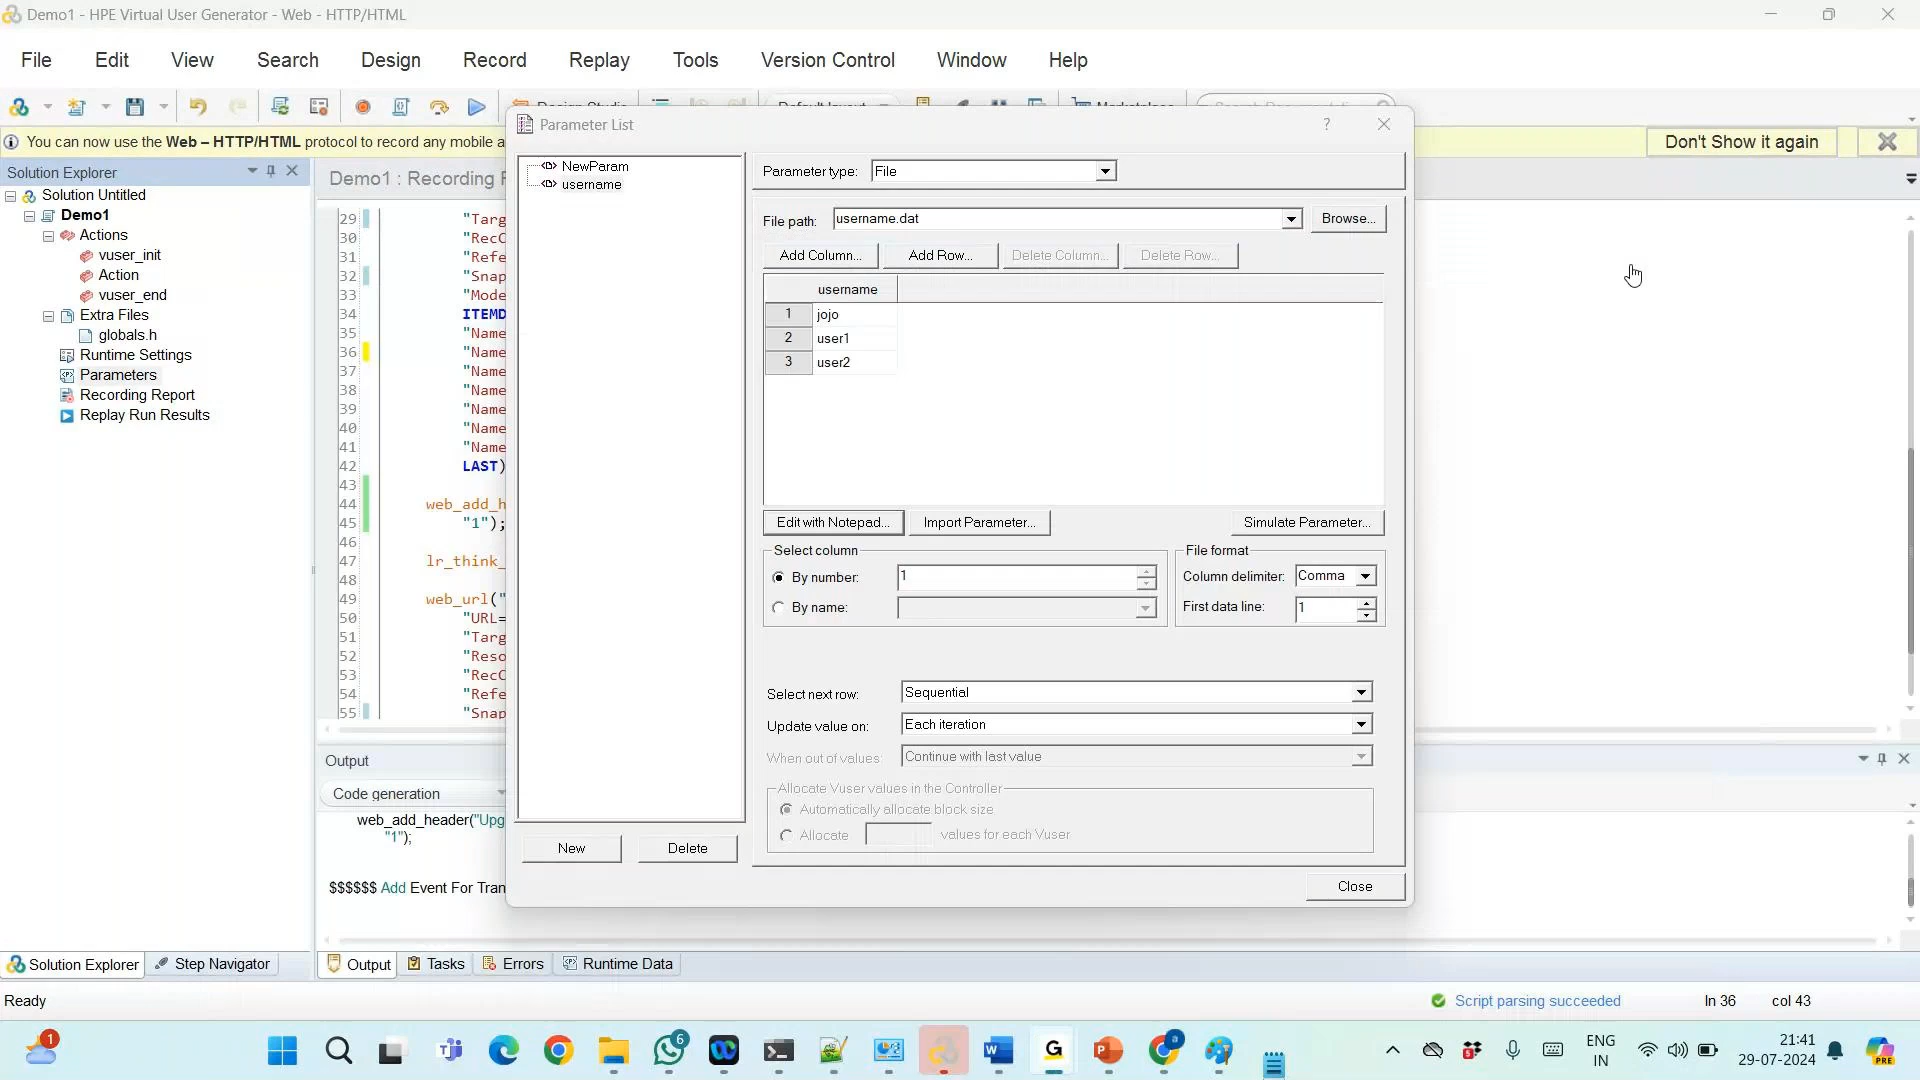 Demo1 - HPE Virtual User Generator - Web - HTTP/HTML
File Edit View Search Design Record Replay Tools Version Control Window Help
You can now use the Web – HTTP/HTML protocol to record any mobile a
Don't Show it again
Solution Explorer
Solution Untitled
Demo1
Actions
vuser_init
Action
vuser_end
Extra Files
globals.h
Runtime Settings
Parameters
Recording Report
Replay Run Results
Demo1 : Recording
29 "Targ
30 "RecC
31 "Refe
32 "Snap
33 "Mode
34 ITEMD
35 "Name
36 "Name
37 "Name
38 "Name
39 "Name
40 "Name
41 "Name
42 LAST)
43
44 web_add_h
45 "1");
46
47 lr_think_
48
49 web_url("
50 "URL=
51 "Targ
52 "Reso
53 "RecC
54 "Refe
55 "Snap
Parameter List ?
NewParam
username
Parameter type: File
File path: username.dat Browse...
Add Column... Add Row... Delete Column... Delete Row...
username
1 jojo
2 user1
3 user2
Edit with Notepad... Import Parameter... Simulate Parameter...
Select column
By number: 1
By name:
File format
Column delimiter: Comma
First data line: 1
Select next row: Sequential
Update value on: Each iteration
When out of values: Continue with last value
Allocate Vuser values in the Controller
Automatically allocate block size
Allocate values for each Vuser
New Delete
Close
Output
Code generation
web_add_header("Upg
"1");
$$$$$$ Add Event For Tran
Solution Explorer Step Navigator Output Tasks Errors Runtime Data
Ready Script parsing succeeded ln 36 col 43
1
6
W
G
P
a
5
ENG
IN
21:41
29-07-2024
PRE